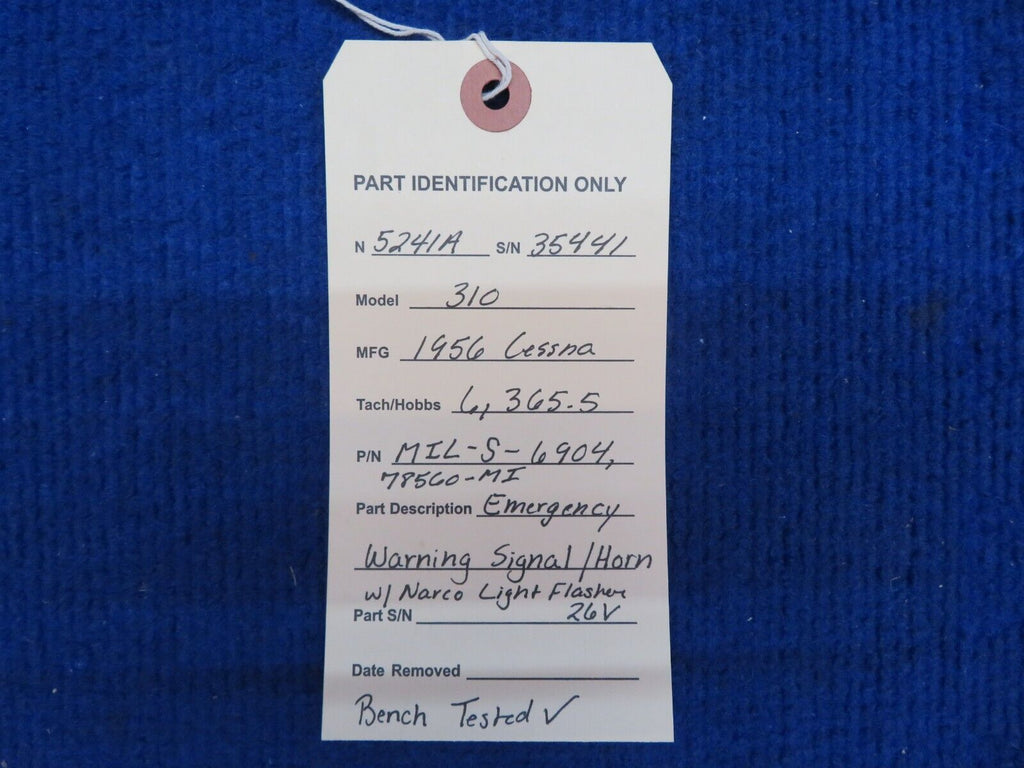 PART IDENTIFICATION ONLY
N 5241A S/N 35441
Model 310
MFG 1956 Cessna
Tach/Hobbs 6,365.5
P/N MIL-S-6904,
78560-MI
Part Description Emergency
Warning Signal/Horn
w/ Narco Light Flasher
Part S/N 26V
Date Removed
Bench Tested ✓